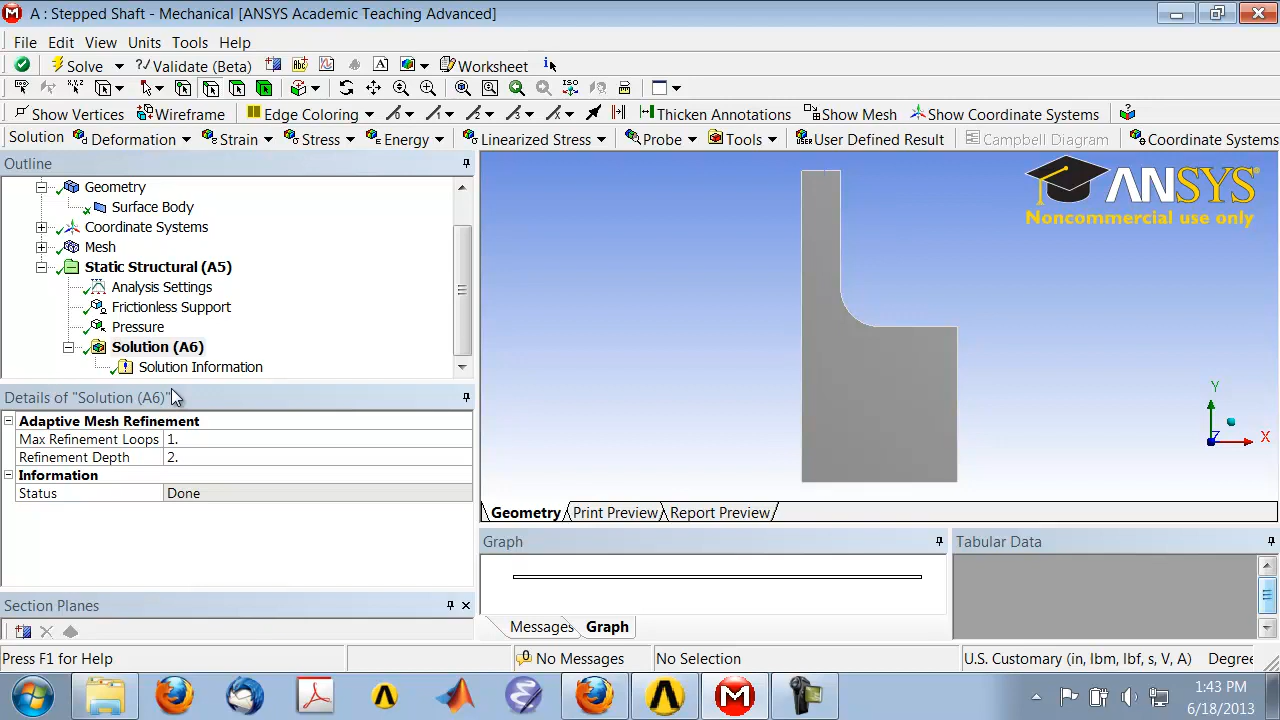 A : Stepped Shaft - Mechanical [ANSYS Academic Teaching Advanced]
File Edit View Units Tools Help
Solve ?/ Validate (Beta) A Worksheet i
XYZ ISO
Show Vertices Wireframe Edge Coloring Thicken Annotations Show Mesh Show Coordinate Systems
Solution Deformation Strain Stress Energy Linearized Stress Probe Tools User Defined Result Campbell Diagram Coordinate Systems
Outline
Geometry
Surface Body
Coordinate Systems
Mesh
Static Structural (A5)
Analysis Settings
Frictionless Support
Pressure
Solution (A6)
Solution Information
Details of "Solution (A6)"
Adaptive Mesh Refinement
Max Refinement Loops 1.
Refinement Depth 2.
Information
Status Done
Section Planes
ANSYS
Noncommercial use only
Y
Z X
Geometry Print Preview Report Preview
Graph
Tabular Data
Messages Graph
Press F1 for Help
0 No Messages
No Selection
U.S. Customary (in, lbm, lbf, s, V, A) Degree
1:43 PM
6/18/2013